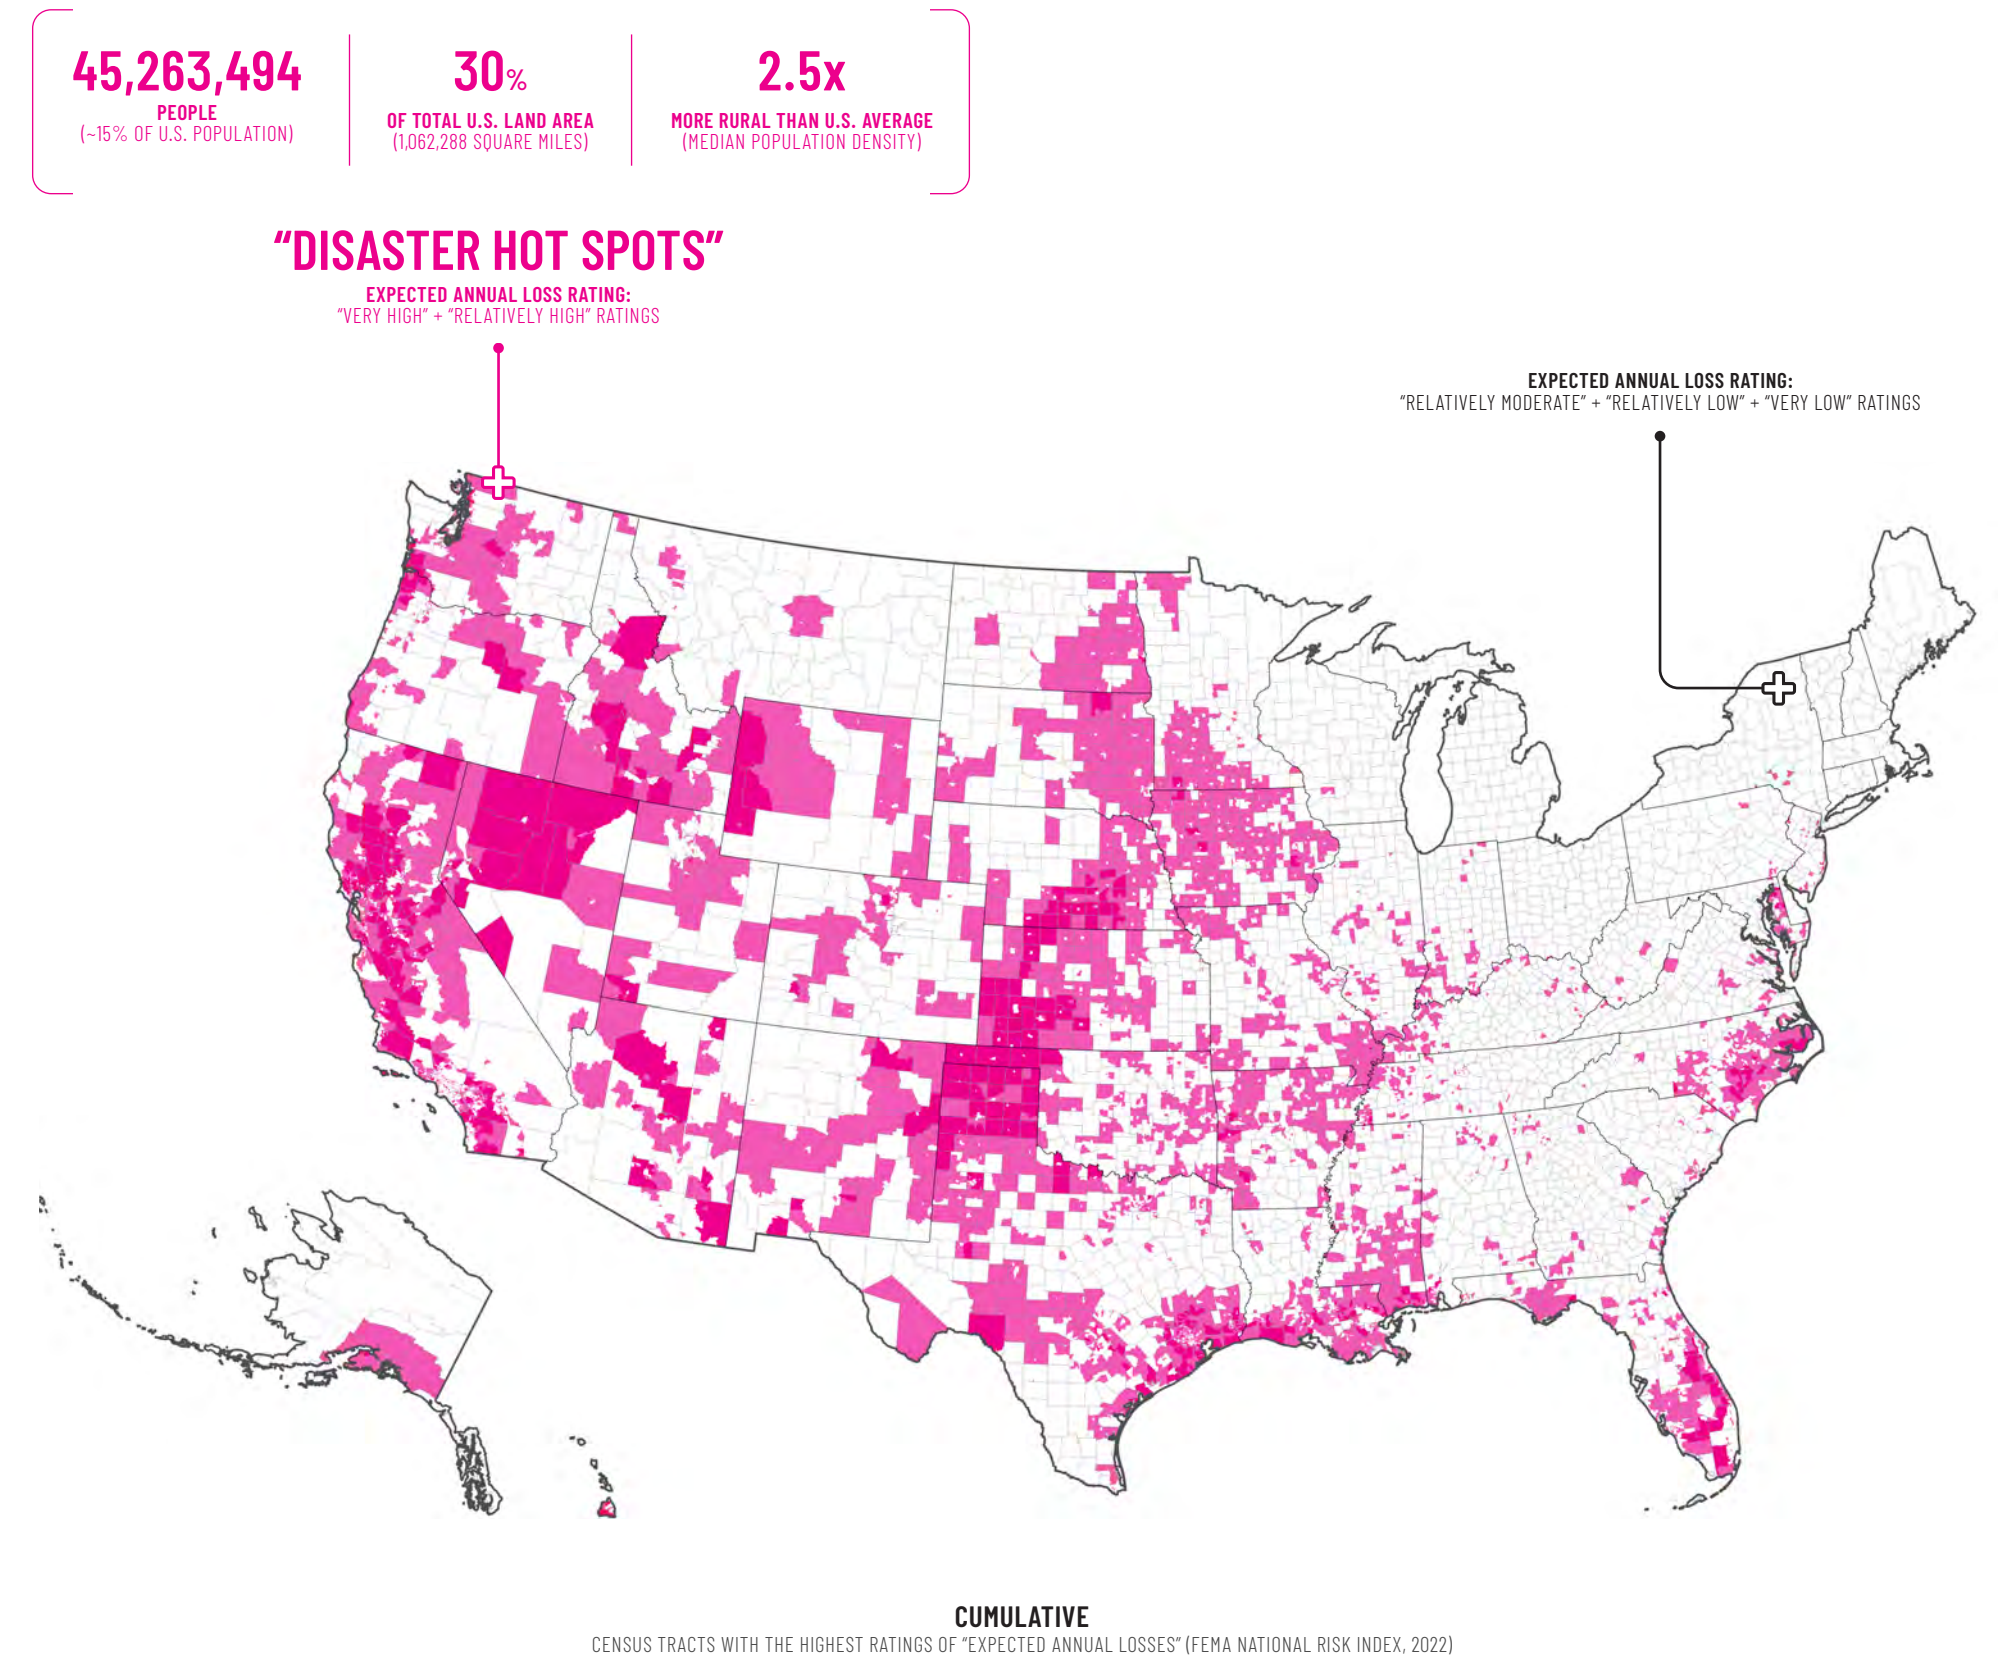 45,263,494
PEOPLE
(~15% OF U.S. POPULATION)
30%
OF TOTAL U.S. LAND AREA
(1,062,288 SQUARE MILES)
2.5x
MORE RURAL THAN U.S. AVERAGE
(MEDIAN POPULATION DENSITY)
“DISASTER HOT SPOTS”
EXPECTED ANNUAL LOSS RATING:
“VERY HIGH” + “RELATIVELY HIGH” RATINGS
EXPECTED ANNUAL LOSS RATING:
“RELATIVELY MODERATE” + “RELATIVELY LOW” + “VERY LOW” RATINGS
CUMULATIVE
CENSUS TRACTS WITH THE HIGHEST RATINGS OF “EXPECTED ANNUAL LOSSES” (FEMA NATIONAL RISK INDEX, 2022)